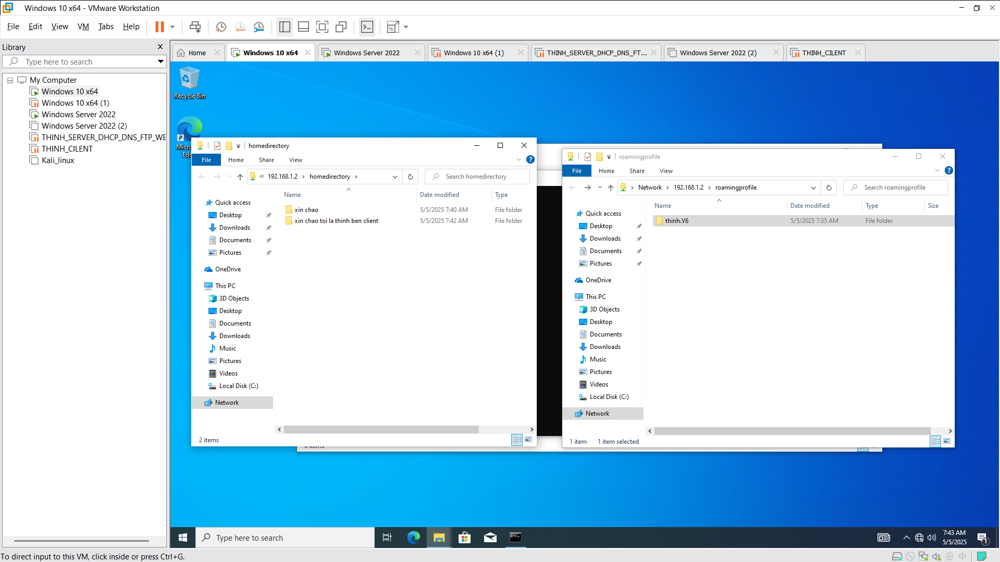 Windows 10 x64 - VMware Workstation
File Edit View VM Tabs Help
Library
Type here to search
My Computer
Windows 10 x64
Windows 10 x64 (1)
Windows Server 2022
Windows Server 2022 (2)
THINH_SERVER_DHCP_DNS_FTP_WE
THINH_CILENT
Kali_linux
Home
Windows 10 x64
Windows Server 2022
Windows 10 x64 (1)
THINH_SERVER_DHCP_DNS_FT...
Windows Server 2022 (2)
THINH_CILENT
Recycle Bin
homedirectory
File Home Share View
« 192.168.1.2 > homedirectory >
Search homedirectory
Name Date modified Type
Quick access
Desktop
Downloads
Documents
Pictures
OneDrive
This PC
3D Objects
Desktop
Documents
Downloads
Music
Pictures
Videos
Local Disk (C:)
Network
xin chao 5/5/2025 7:40 AM File folder
xin chao toi la thinh ben client 5/5/2025 7:42 AM File folder
2 items
roamingprofile
File Home Share View
> Network > 192.168.1.2 > roamingprofile
Search roamingprofile
Name Date modified Type Size
Quick access
Desktop
Downloads
Documents
Pictures
OneDrive
This PC
3D Objects
Desktop
Documents
Downloads
Music
Pictures
Videos
Local Disk (C:)
Network
thinh.V6 5/5/2025 7:35 AM File folder
1 item 1 item selected
Type here to search
7:43 AM
5/5/2025
1
To direct input to this VM, click inside or press Ctrl+G.